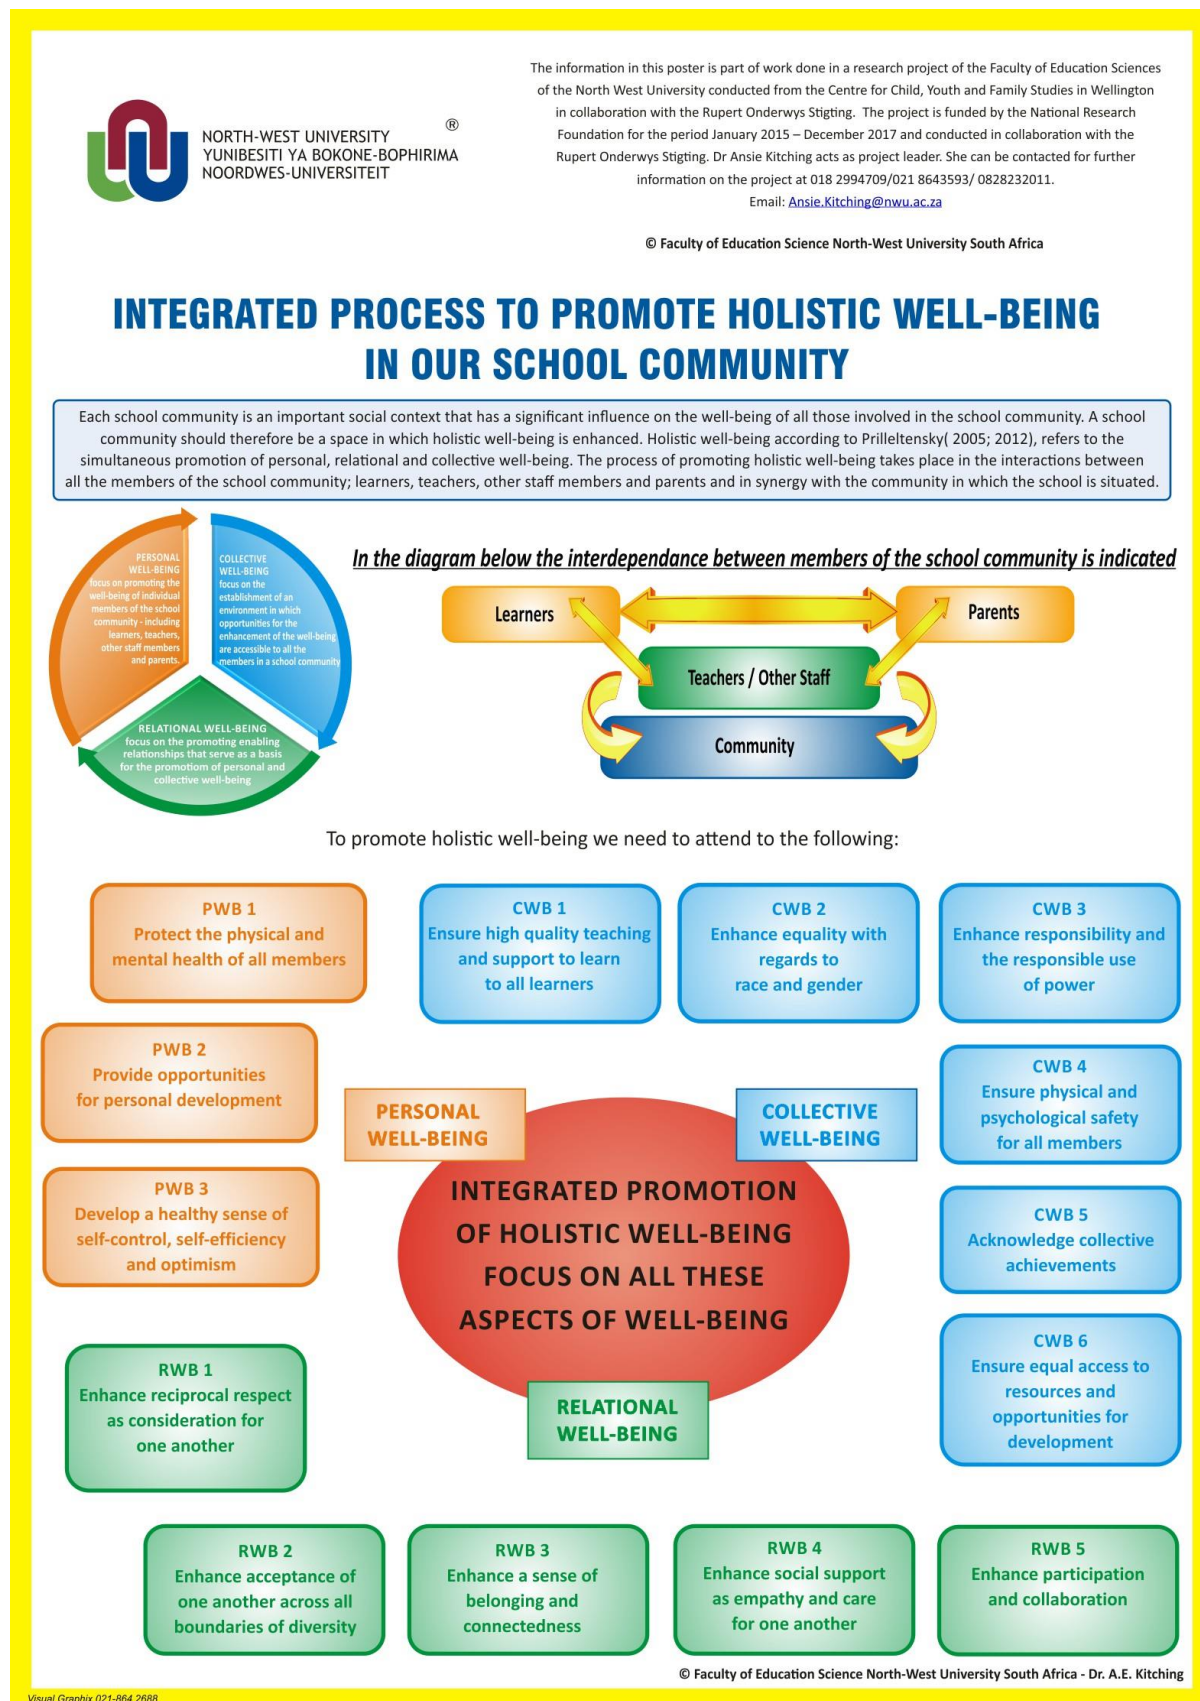 The information in this poster is part of work done in a research project of the Faculty of Education Sciences
of the North West University conducted from the Centre for Child, Youth and Family Studies in Wellington
in collaboration with the Rupert Onderwys Stigting. The project is funded by the National Research
Foundation for the period January 2015 – December 2017 and conducted in collaboration with the
Rupert Onderwys Stigting. Dr Ansie Kitching acts as project leader. She can be contacted for further
information on the project at 018 2994709/021 8643593/ 0828232011.
Email: Ansie.Kitching@nwu.ac.za
© Faculty of Education Science North-West University South Africa
®
NORTH-WEST UNIVERSITY
YUNIBESITI YA BOKONE-BOPHIRIMA
NOORDWES-UNIVERSITEIT
INTEGRATED PROCESS TO PROMOTE HOLISTIC WELL-BEING
IN OUR SCHOOL COMMUNITY
Each school community is an important social context that has a significant influence on the well-being of all those involved in the school community. A school
community should therefore be a space in which holistic well-being is enhanced. Holistic well-being according to Prilleltensky( 2005; 2012), refers to the
simultaneous promotion of personal, relational and collective well-being. The process of promoting holistic well-being takes place in the interactions between
all the members of the school community; learners, teachers, other staff members and parents and in synergy with the community in which the school is situated.
PERSONAL
WELL-BEING
focus on promoting the
well-being of individual
members of the school
community - including
learners, teachers,
other staff members
and parents.
COLLECTIVE
WELL-BEING
focus on the
establishment of an
environment in which
opportunities for the
enhancement of the well-being
are accessible to all the
members in a school community
RELATIONAL WELL-BEING
focus on the promoting enabling
relationships that serve as a basis
for the promotiom of personal and
collective well-being
In the diagram below the interdependance between members of the school community is indicated
Learners
Parents
Teachers / Other Staff
Community
To promote holistic well-being we need to attend to the following:
PWB 1
Protect the physical and
mental health of all members
CWB 1
Ensure high quality teaching
and support to learn
to all learners
CWB 2
Enhance equality with
regards to
race and gender
CWB 3
Enhance responsibility and
the responsible use
of power
PWB 2
Provide opportunities
for personal development
CWB 4
Ensure physical and
psychological safety
for all members
PERSONAL
WELL-BEING
COLLECTIVE
WELL-BEING
PWB 3
Develop a healthy sense of
self-control, self-efficiency
and optimism
INTEGRATED PROMOTION
OF HOLISTIC WELL-BEING
FOCUS ON ALL THESE
ASPECTS OF WELL-BEING
CWB 5
Acknowledge collective
achievements
CWB 6
Ensure equal access to
resources and
opportunities for
development
RWB 1
Enhance reciprocal respect
as consideration for
one another
RELATIONAL
WELL-BEING
RWB 2
Enhance acceptance of
one another across all
boundaries of diversity
RWB 3
Enhance a sense of
belonging and
connectedness
RWB 4
Enhance social support
as empathy and care
for one another
RWB 5
Enhance participation
and collaboration
© Faculty of Education Science North-West University South Africa - Dr. A.E. Kitching
Visual Graphix 021-864 2688